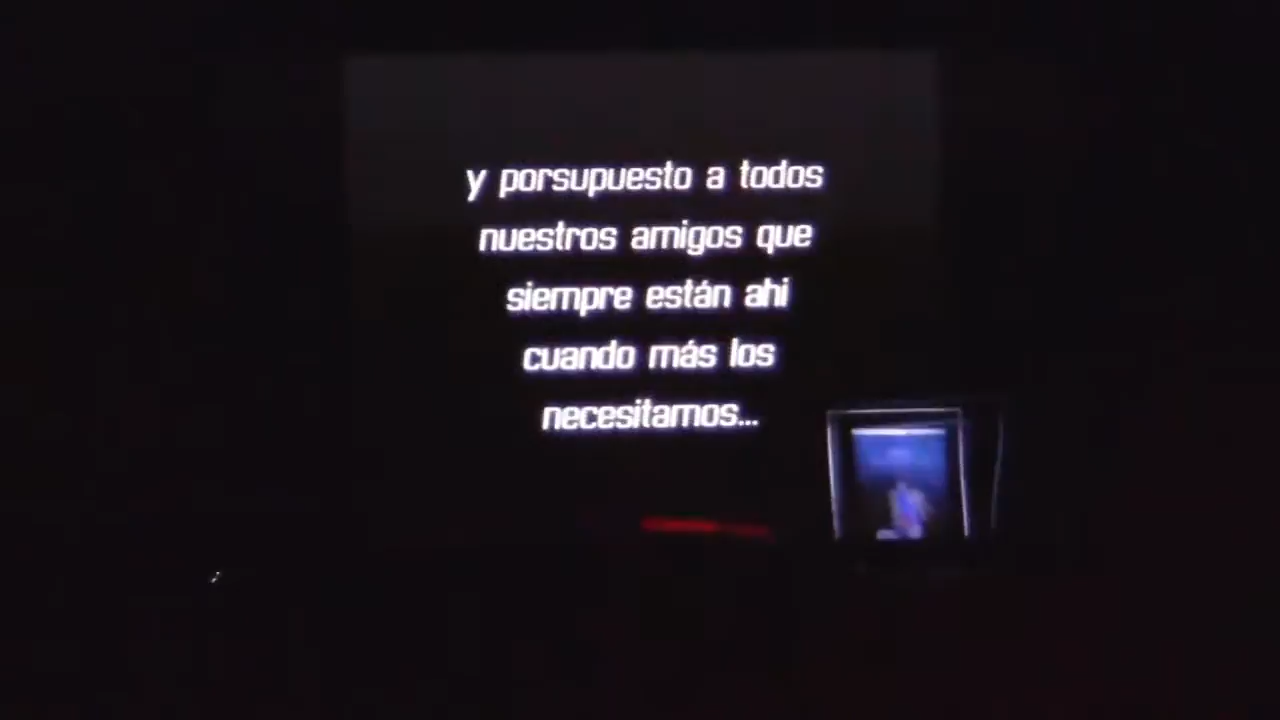 y porsupuesto a todos
nuestros amigos que
siempre están ahi
cuando más los
necesitamos...